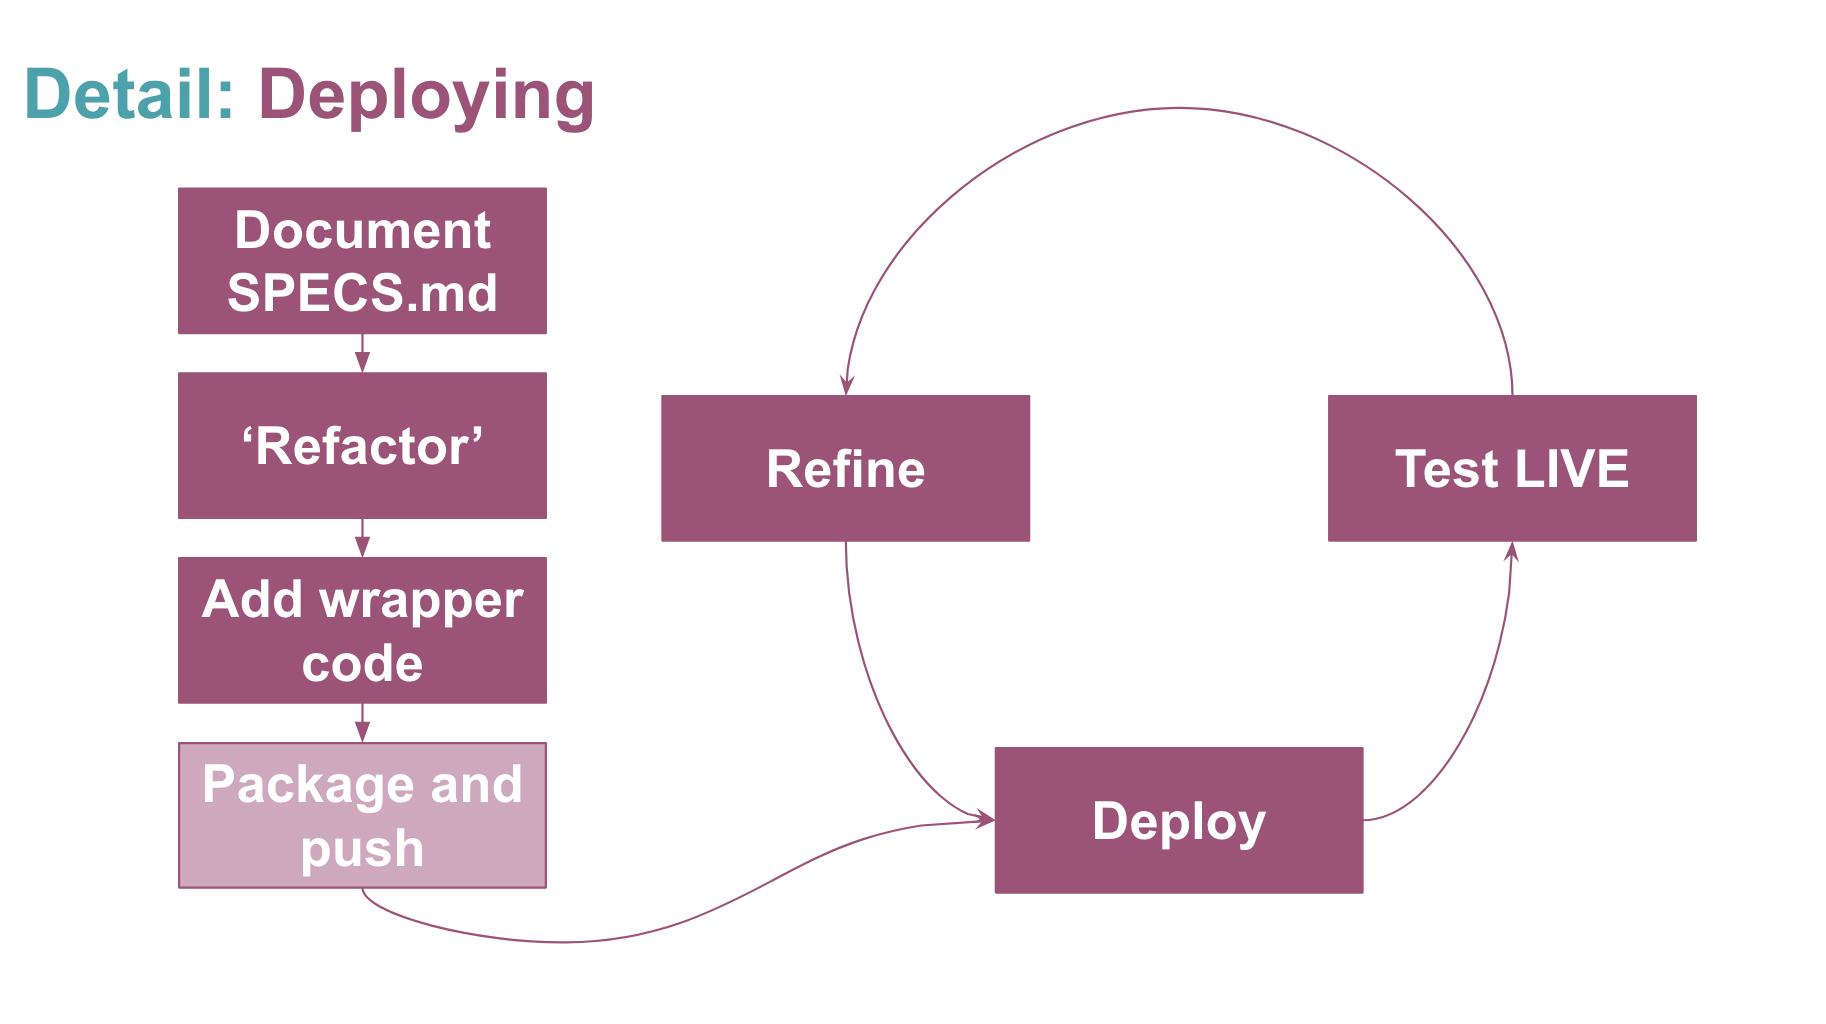 Detail: Deploying
Document
SPECS.md
‘Refactor’
Add wrapper
code
Package and
push
Refine
Test LIVE
Deploy